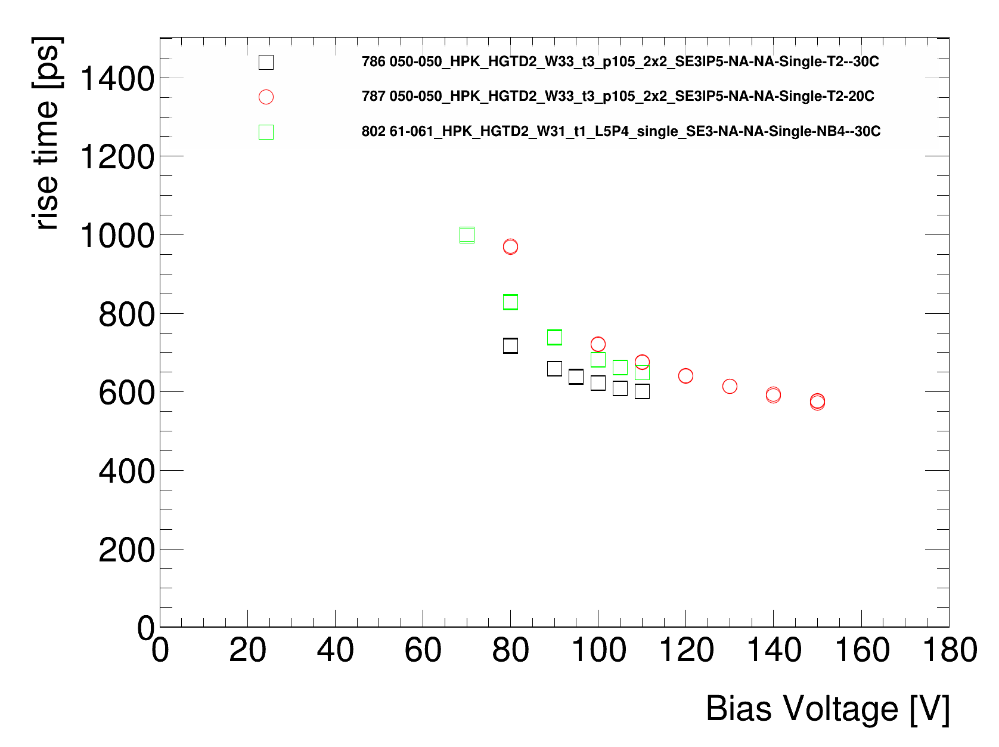 rise time [ps]
1400
1200
1000
800
600
400
200
0
786 050-050_HPK_HGTD2_W33_t3_p105_2x2_SE3IP5-NA-NA-Single-T2--30C
787 050-050_HPK_HGTD2_W33_t3_p105_2x2_SE3IP5-NA-NA-Single-T2-20C
802 61-061_HPK_HGTD2_W31_t1_L5P4_single_SE3-NA-NA-Single-NB4--30C
0 20 40 60 80 100 120 140 160 180
Bias Voltage [V]